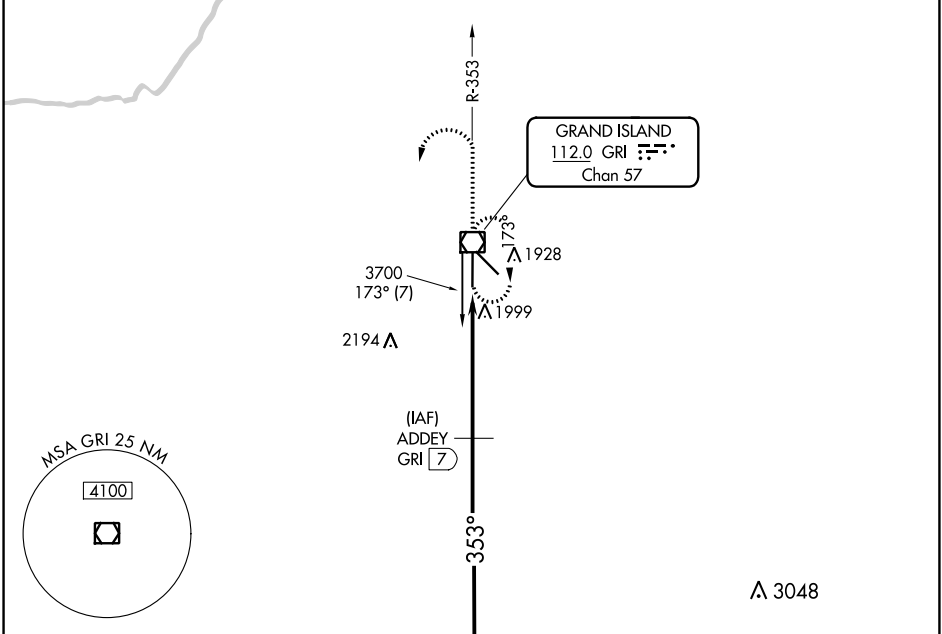 R-353
GRAND ISLAND
112.0 GRI
Chan 57
173°
1928
3700
173° (7)
1999
2194
(IAF)
ADDEY
GRI 7
MSA GRI 25 NM
4100
353°
3048